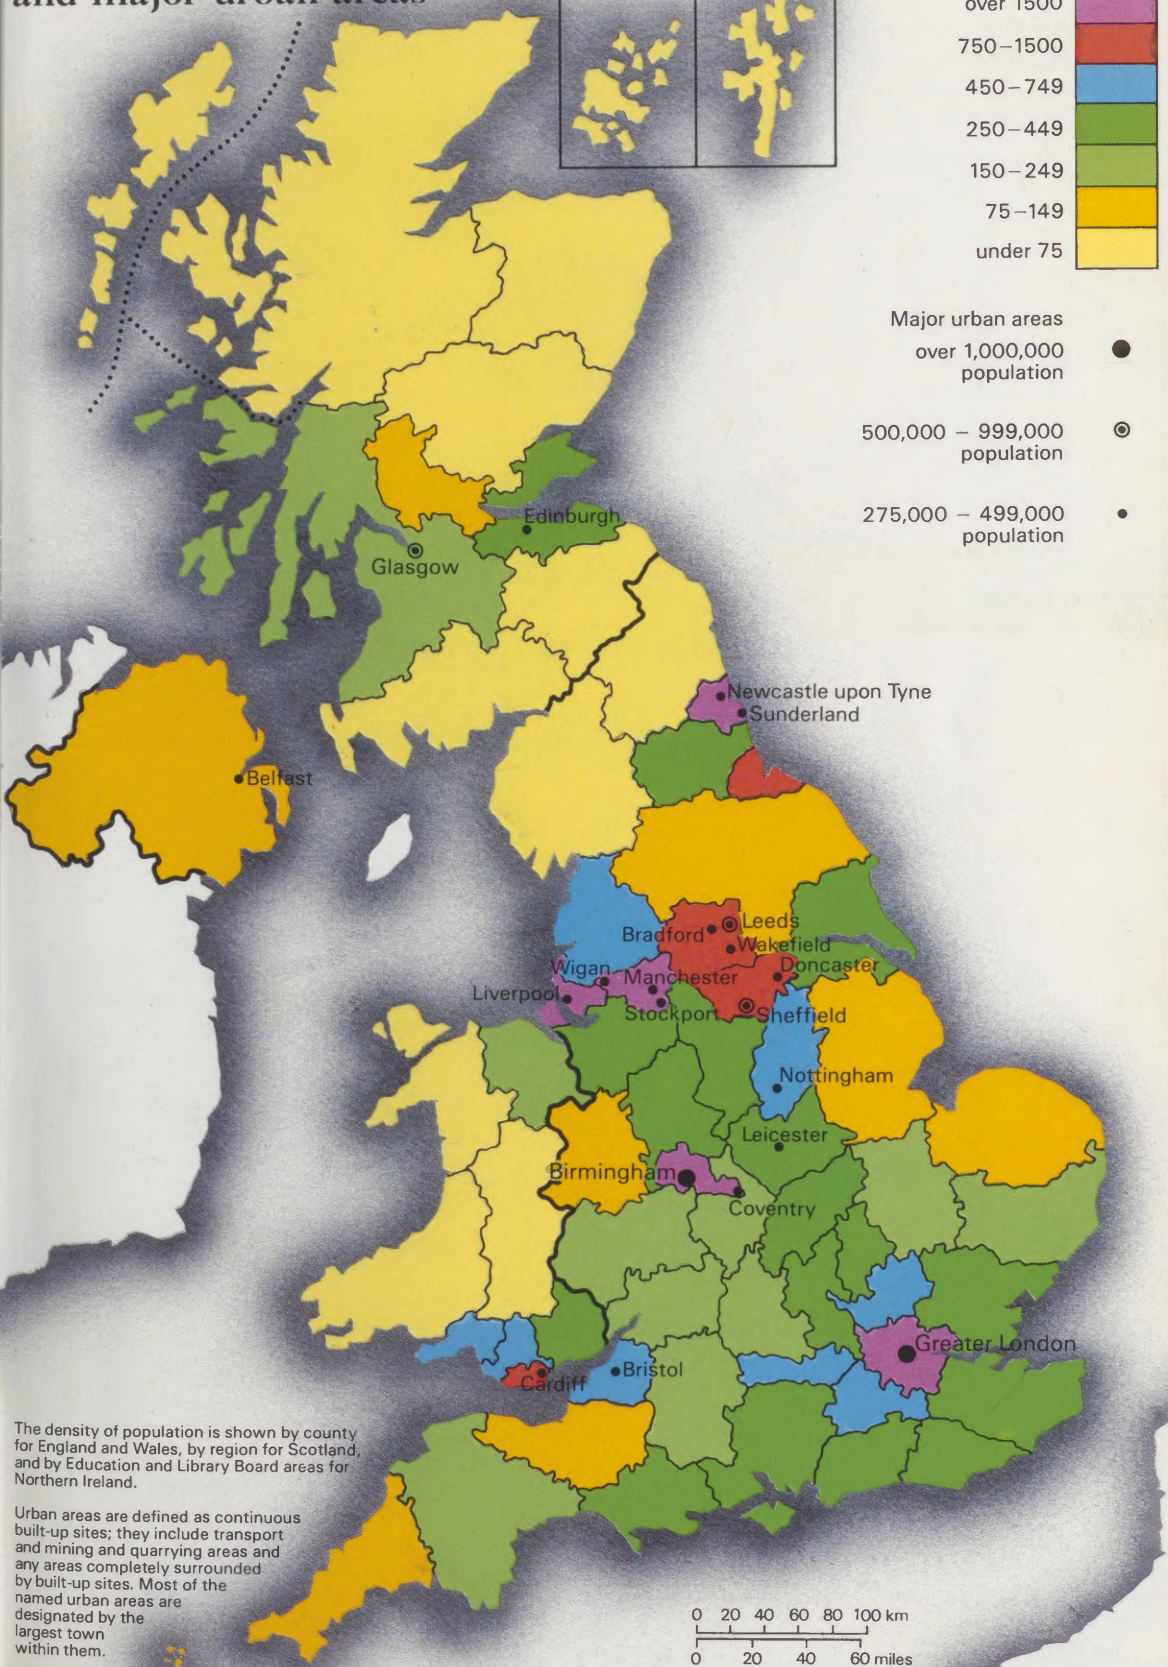 and major urban areas
over 1500
750–1500
450–749
250–449
150–249
75–149
under 75
Major urban areas
over 1,000,000
population
500,000 – 999,000
population
275,000 – 499,000
population
Edinburgh
Glasgow
Newcastle upon Tyne
Sunderland
Belfast
Leeds
Bradford
Wakefield
Wigan
Manchester
Doncaster
Liverpool
Stockport
Sheffield
Nottingham
Leicester
Birmingham
Coventry
Greater London
Bristol
Cardiff
The density of population is shown by county
for England and Wales, by region for Scotland,
and by Education and Library Board areas for
Northern Ireland.
Urban areas are defined as continuous
built-up sites; they include transport
and mining and quarrying areas and
any areas completely surrounded
by built-up sites. Most of the
named urban areas are
designated by the
largest town
within them.
0 20 40 60 80 100 km
0 20 40 60 miles